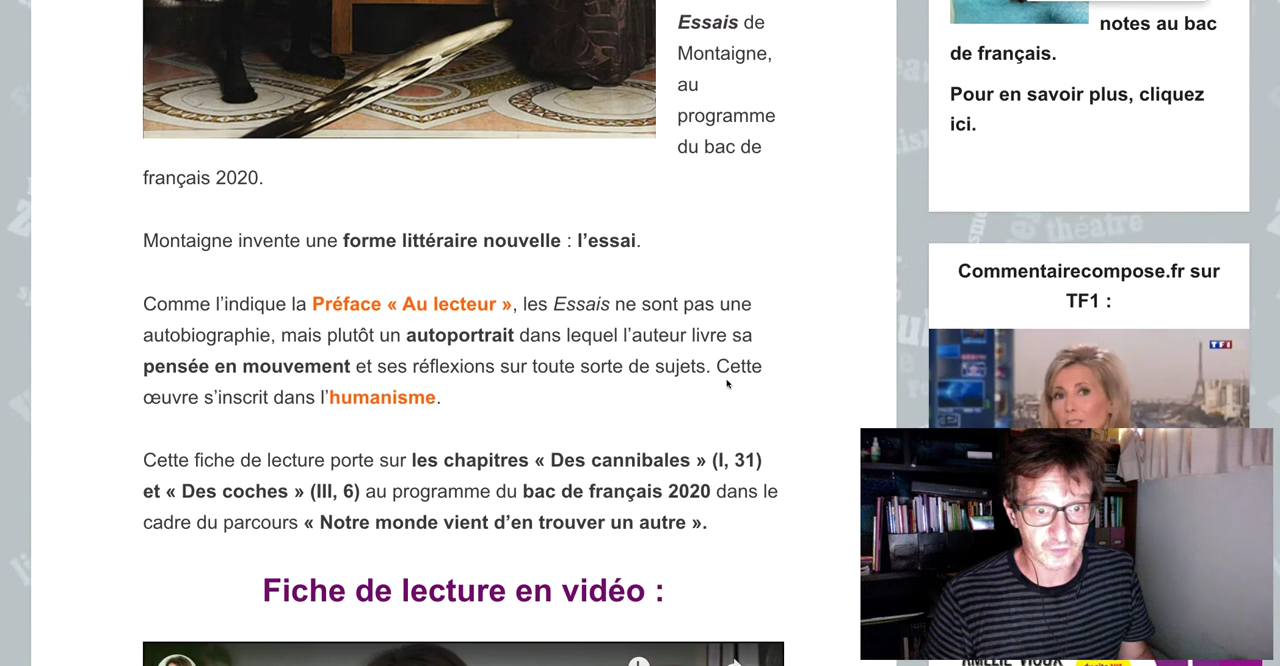 Essais de
Montaigne,
au
programme
du bac de
français 2020.
Montaigne invente une forme littéraire nouvelle : l’essai.
Comme l’indique la Préface « Au lecteur », les Essais ne sont pas une
autobiographie, mais plutôt un autoportrait dans lequel l’auteur livre sa
pensée en mouvement et ses réflexions sur toute sorte de sujets. Cette
œuvre s’inscrit dans l’humanisme.
Cette fiche de lecture porte sur les chapitres « Des cannibales » (I, 31)
et « Des coches » (III, 6) au programme du bac de français 2020 dans le
cadre du parcours « Notre monde vient d’en trouver un autre ».
Fiche de lecture en vidéo :
notes au bac
de français.
Pour en savoir plus, cliquez
ici.
théatre
Commentairecompose.fr sur
TF1 :
TF1